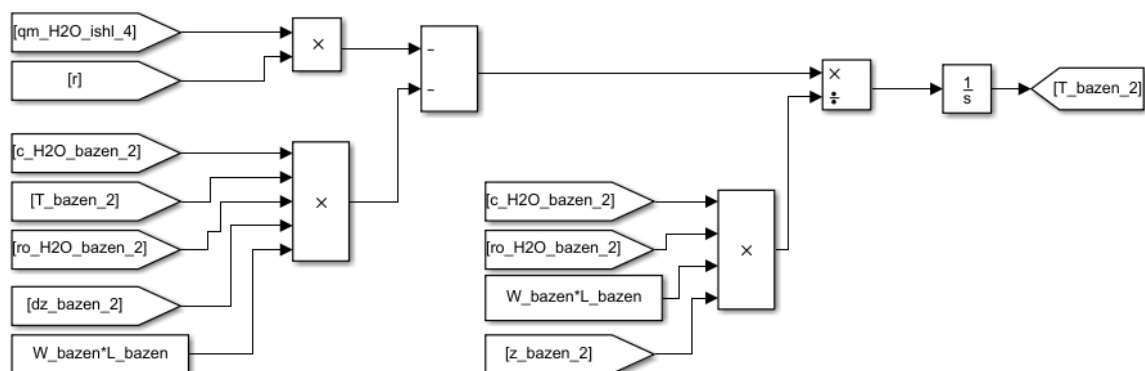 [qm_H2O_ishl_4]
[r]
×
-
-
×
÷
1
s
[T_bazen_2]
[c_H2O_bazen_2]
[T_bazen_2]
[ro_H2O_bazen_2]
[dz_bazen_2]
W_bazen*L_bazen
×
[c_H2O_bazen_2]
[ro_H2O_bazen_2]
W_bazen*L_bazen
[z_bazen_2]
×